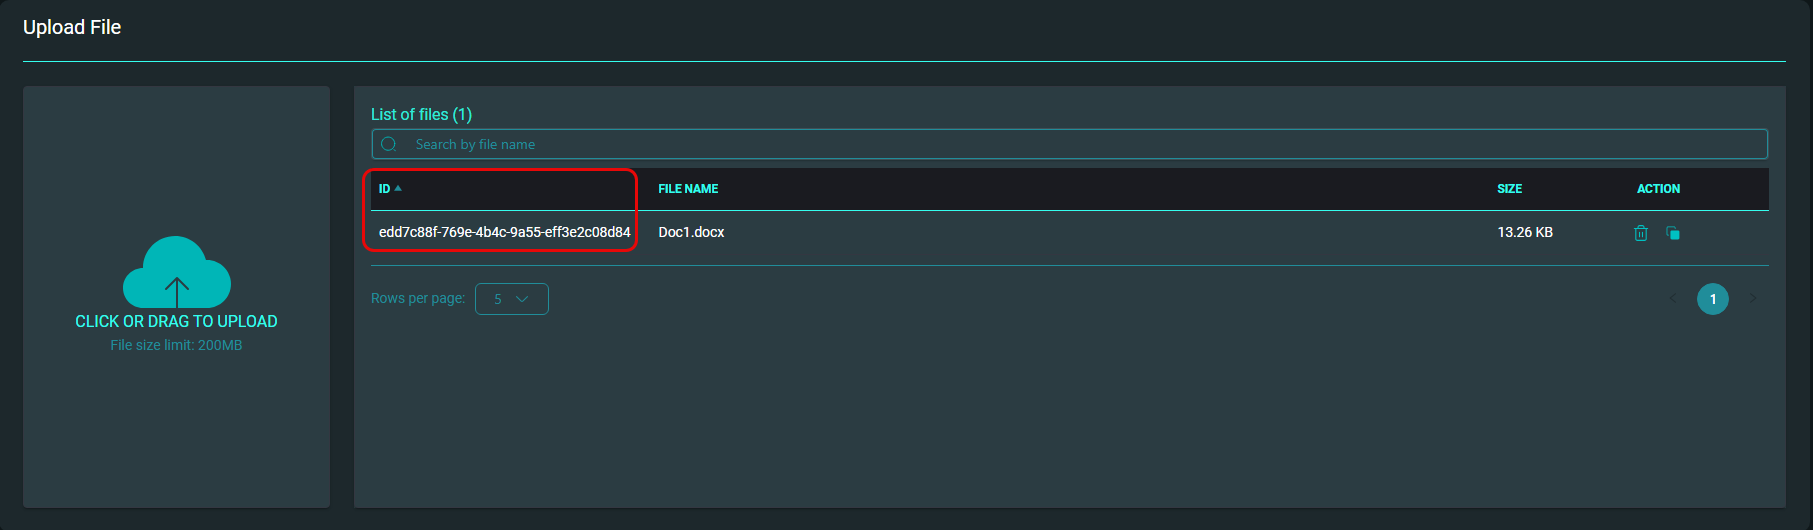 Upload File
CLICK OR DRAG TO UPLOAD
File size limit: 200MB
List of files (1)
Search by file name
ID FILE NAME SIZE ACTION
edd7c88f-769e-4b4c-9a55-eff3e2c08d84 Doc1.docx 13.26 KB
Rows per page: 5 1